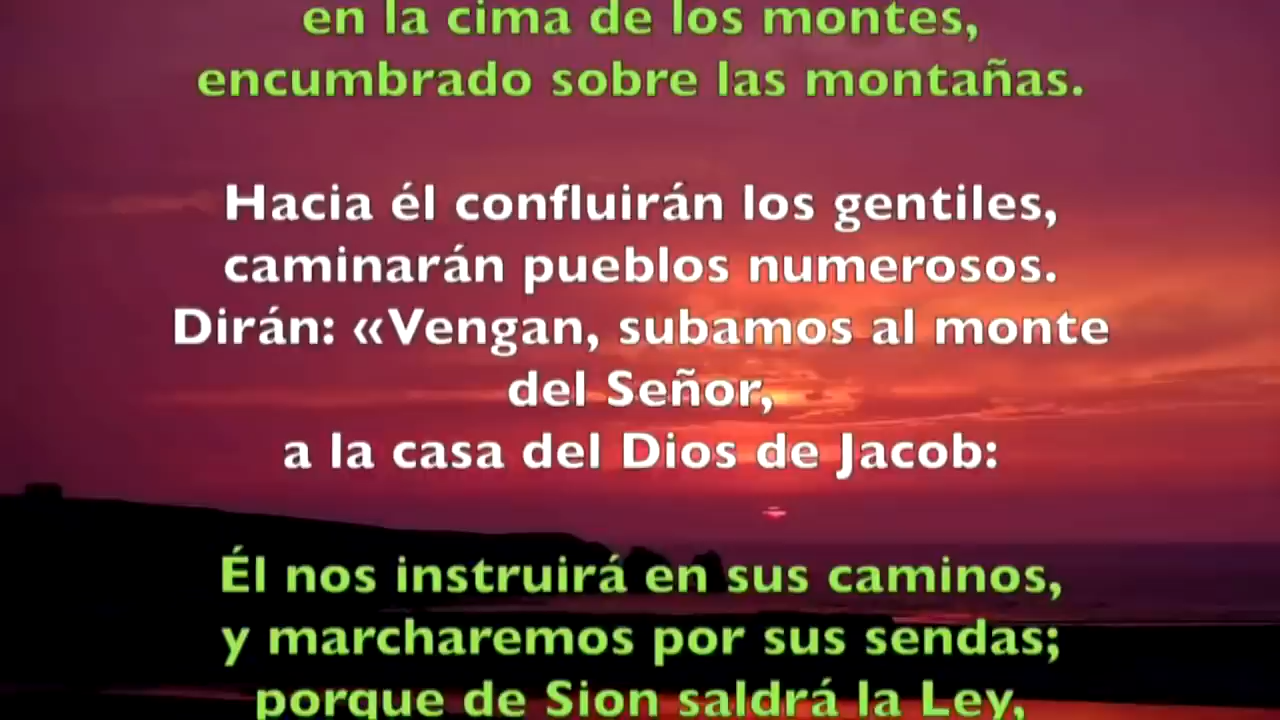 en la cima de los montes,
encumbrado sobre las montañas.
Hacia él confluirán los gentiles,
caminarán pueblos numerosos.
Dirán: «Vengan, subamos al monte
del Señor,
a la casa del Dios de Jacob:
Él nos instruirá en sus caminos,
y marcharemos por sus sendas;
porque de Sion saldrá la Ley,